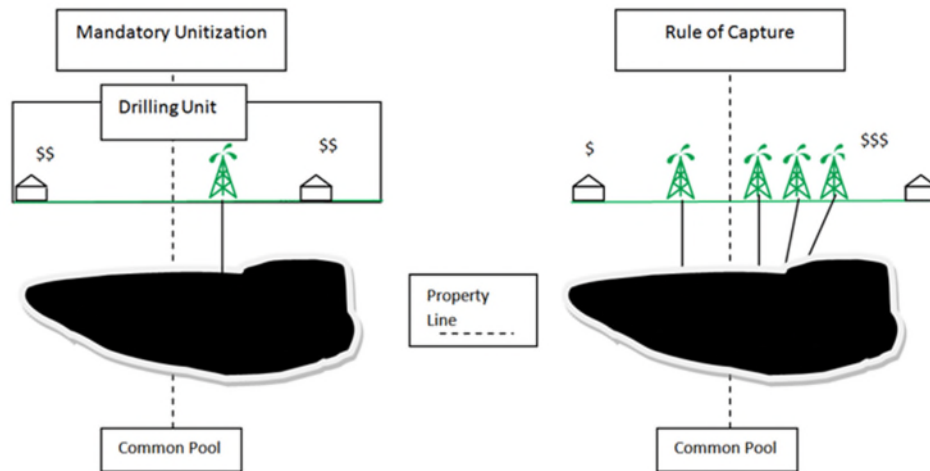 Mandatory Unitization
Rule of Capture
Drilling Unit
$$
$$
$
$$$
Property
Line
Common Pool
Common Pool